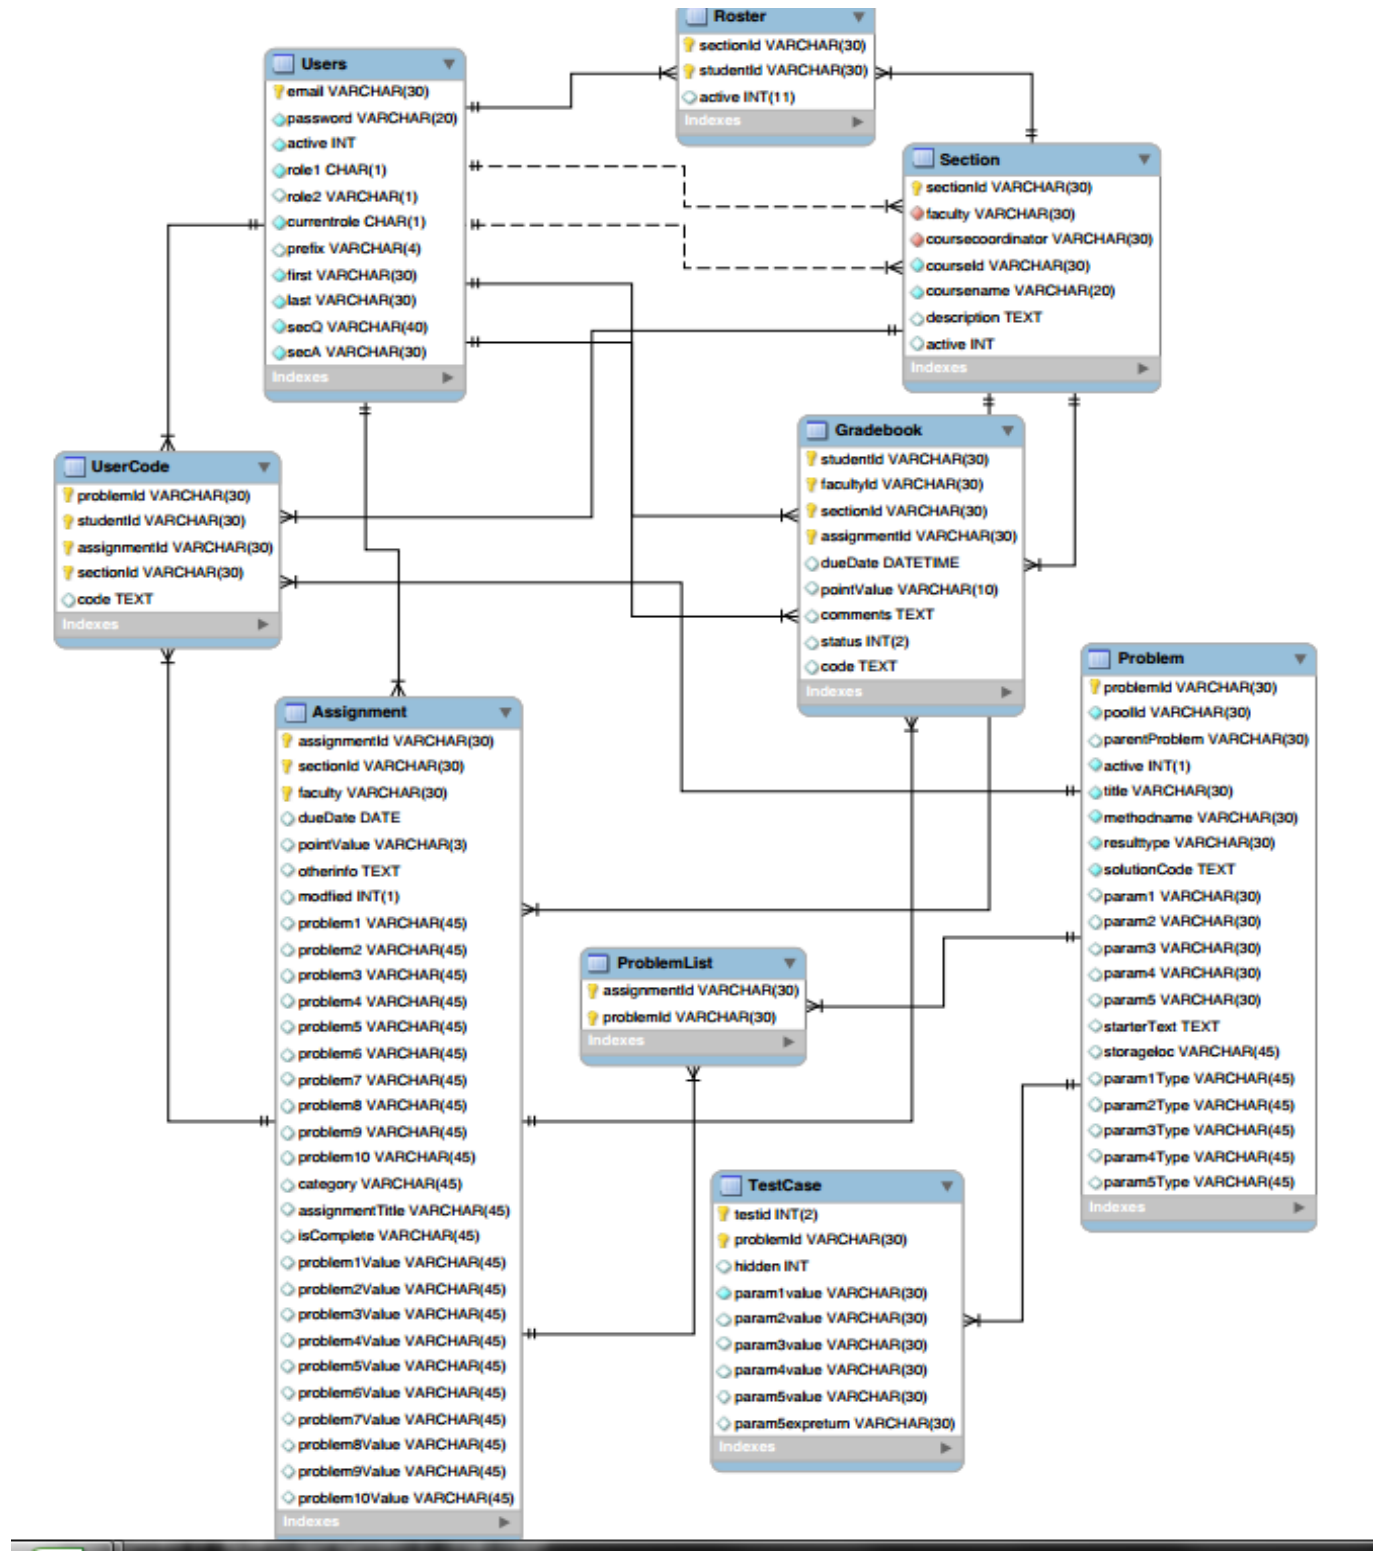 Roster
sectionId VARCHAR(30)
studentId VARCHAR(30)
active INT(11)
Indexes
Users
email VARCHAR(30)
password VARCHAR(20)
active INT
role1 CHAR(1)
role2 VARCHAR(1)
currentrole CHAR(1)
prefix VARCHAR(4)
first VARCHAR(30)
last VARCHAR(30)
secQ VARCHAR(40)
secA VARCHAR(30)
Indexes
Section
sectionId VARCHAR(30)
faculty VARCHAR(30)
coursecoordinator VARCHAR(30)
courseId VARCHAR(30)
coursename VARCHAR(20)
description TEXT
active INT
Indexes
UserCode
problemId VARCHAR(30)
studentId VARCHAR(30)
assignmentId VARCHAR(30)
sectionId VARCHAR(30)
code TEXT
Indexes
Gradebook
studentId VARCHAR(30)
facultyId VARCHAR(30)
sectionId VARCHAR(30)
assignmentId VARCHAR(30)
dueDate DATETIME
pointValue VARCHAR(10)
comments TEXT
status INT(2)
code TEXT
Indexes
Problem
problemId VARCHAR(30)
poolId VARCHAR(30)
parentProblem VARCHAR(30)
active INT(1)
title VARCHAR(30)
methodname VARCHAR(30)
resulttype VARCHAR(30)
solutionCode TEXT
param1 VARCHAR(30)
param2 VARCHAR(30)
param3 VARCHAR(30)
param4 VARCHAR(30)
param5 VARCHAR(30)
starterText TEXT
storageloc VARCHAR(45)
param1Type VARCHAR(45)
param2Type VARCHAR(45)
param3Type VARCHAR(45)
param4Type VARCHAR(45)
param5Type VARCHAR(45)
Indexes
Assignment
assignmentId VARCHAR(30)
sectionId VARCHAR(30)
faculty VARCHAR(30)
dueDate DATE
pointValue VARCHAR(3)
otherinfo TEXT
modfied INT(1)
problem1 VARCHAR(45)
problem2 VARCHAR(45)
problem3 VARCHAR(45)
problem4 VARCHAR(45)
problem5 VARCHAR(45)
problem6 VARCHAR(45)
problem7 VARCHAR(45)
problem8 VARCHAR(45)
problem9 VARCHAR(45)
problem10 VARCHAR(45)
category VARCHAR(45)
assignmentTitle VARCHAR(45)
isComplete VARCHAR(45)
problem1Value VARCHAR(45)
problem2Value VARCHAR(45)
problem3Value VARCHAR(45)
problem4Value VARCHAR(45)
problem5Value VARCHAR(45)
problem6Value VARCHAR(45)
problem7Value VARCHAR(45)
problem8Value VARCHAR(45)
problem9Value VARCHAR(45)
problem10Value VARCHAR(45)
Indexes
ProblemList
assignmentId VARCHAR(30)
problemId VARCHAR(30)
Indexes
TestCase
testid INT(2)
problemId VARCHAR(30)
hidden INT
param1value VARCHAR(30)
param2value VARCHAR(30)
param3value VARCHAR(30)
param4value VARCHAR(30)
param5value VARCHAR(30)
param5expreturn VARCHAR(30)
Indexes